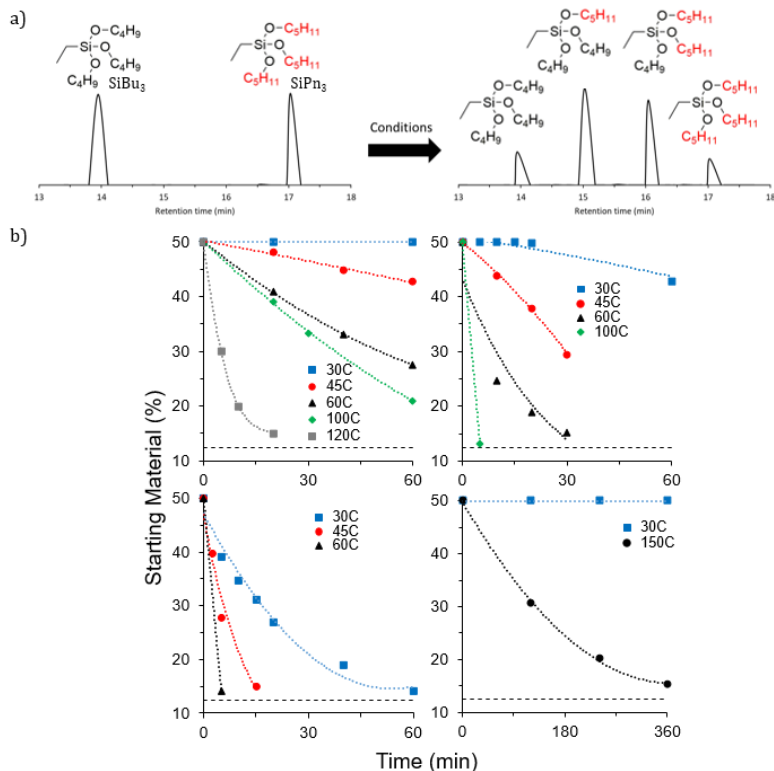 a)
O-C₄H₉
Si-O
O
C₄H₉
C₄H₉
SiBu₃
O-C₅H₁₁
Si-O
O
C₅H₁₁
C₅H₁₁
SiPn₃
13 14 15 16 17 18
Retention time (min)
Conditions
O-C₅H₁₁
Si-O
O
C₄H₉
C₄H₉
O-C₅H₁₁
Si-O
O
C₅H₁₁
C₄H₉
O-C₄H₉
Si-O
O
C₄H₉
C₄H₉
O-C₅H₁₁
Si-O
O
C₅H₁₁
C₅H₁₁
13 14 15 16 17 18
Retention time (min)
b)
Starting Material (%)
50
40
30
20
10
0 20 40 60
30C
45C
60C
100C
120C
50
40
30
20
10
0 30 60
30C
45C
60C
100C
50
40
30
20
10
0 30 60
30C
45C
60C
50
40
30
20
10
0 180 360
30C
150C
Time (min)